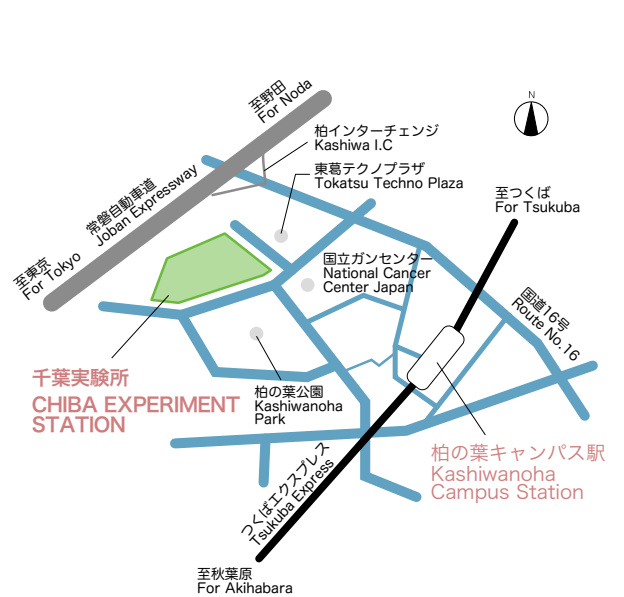 N
至野田
For Noda
柏インターチェンジ
Kashiwa I.C
東葛テクノプラザ
Tokatsu Techno Plaza
常磐自動車道
Joban Expressway
至つくば
For Tsukuba
至東京
For Tokyo
国立ガンセンター
National Cancer
Center Japan
国道16号
Route No.16
千葉実験所
CHIBA EXPERIMENT
STATION
柏の葉公園
Kashiwanoha
Park
柏の葉キャンパス駅
Kashiwanoha
Campus Station
つくばエクスプレス
Tsukuba Express
至秋葉原
For Akihabara